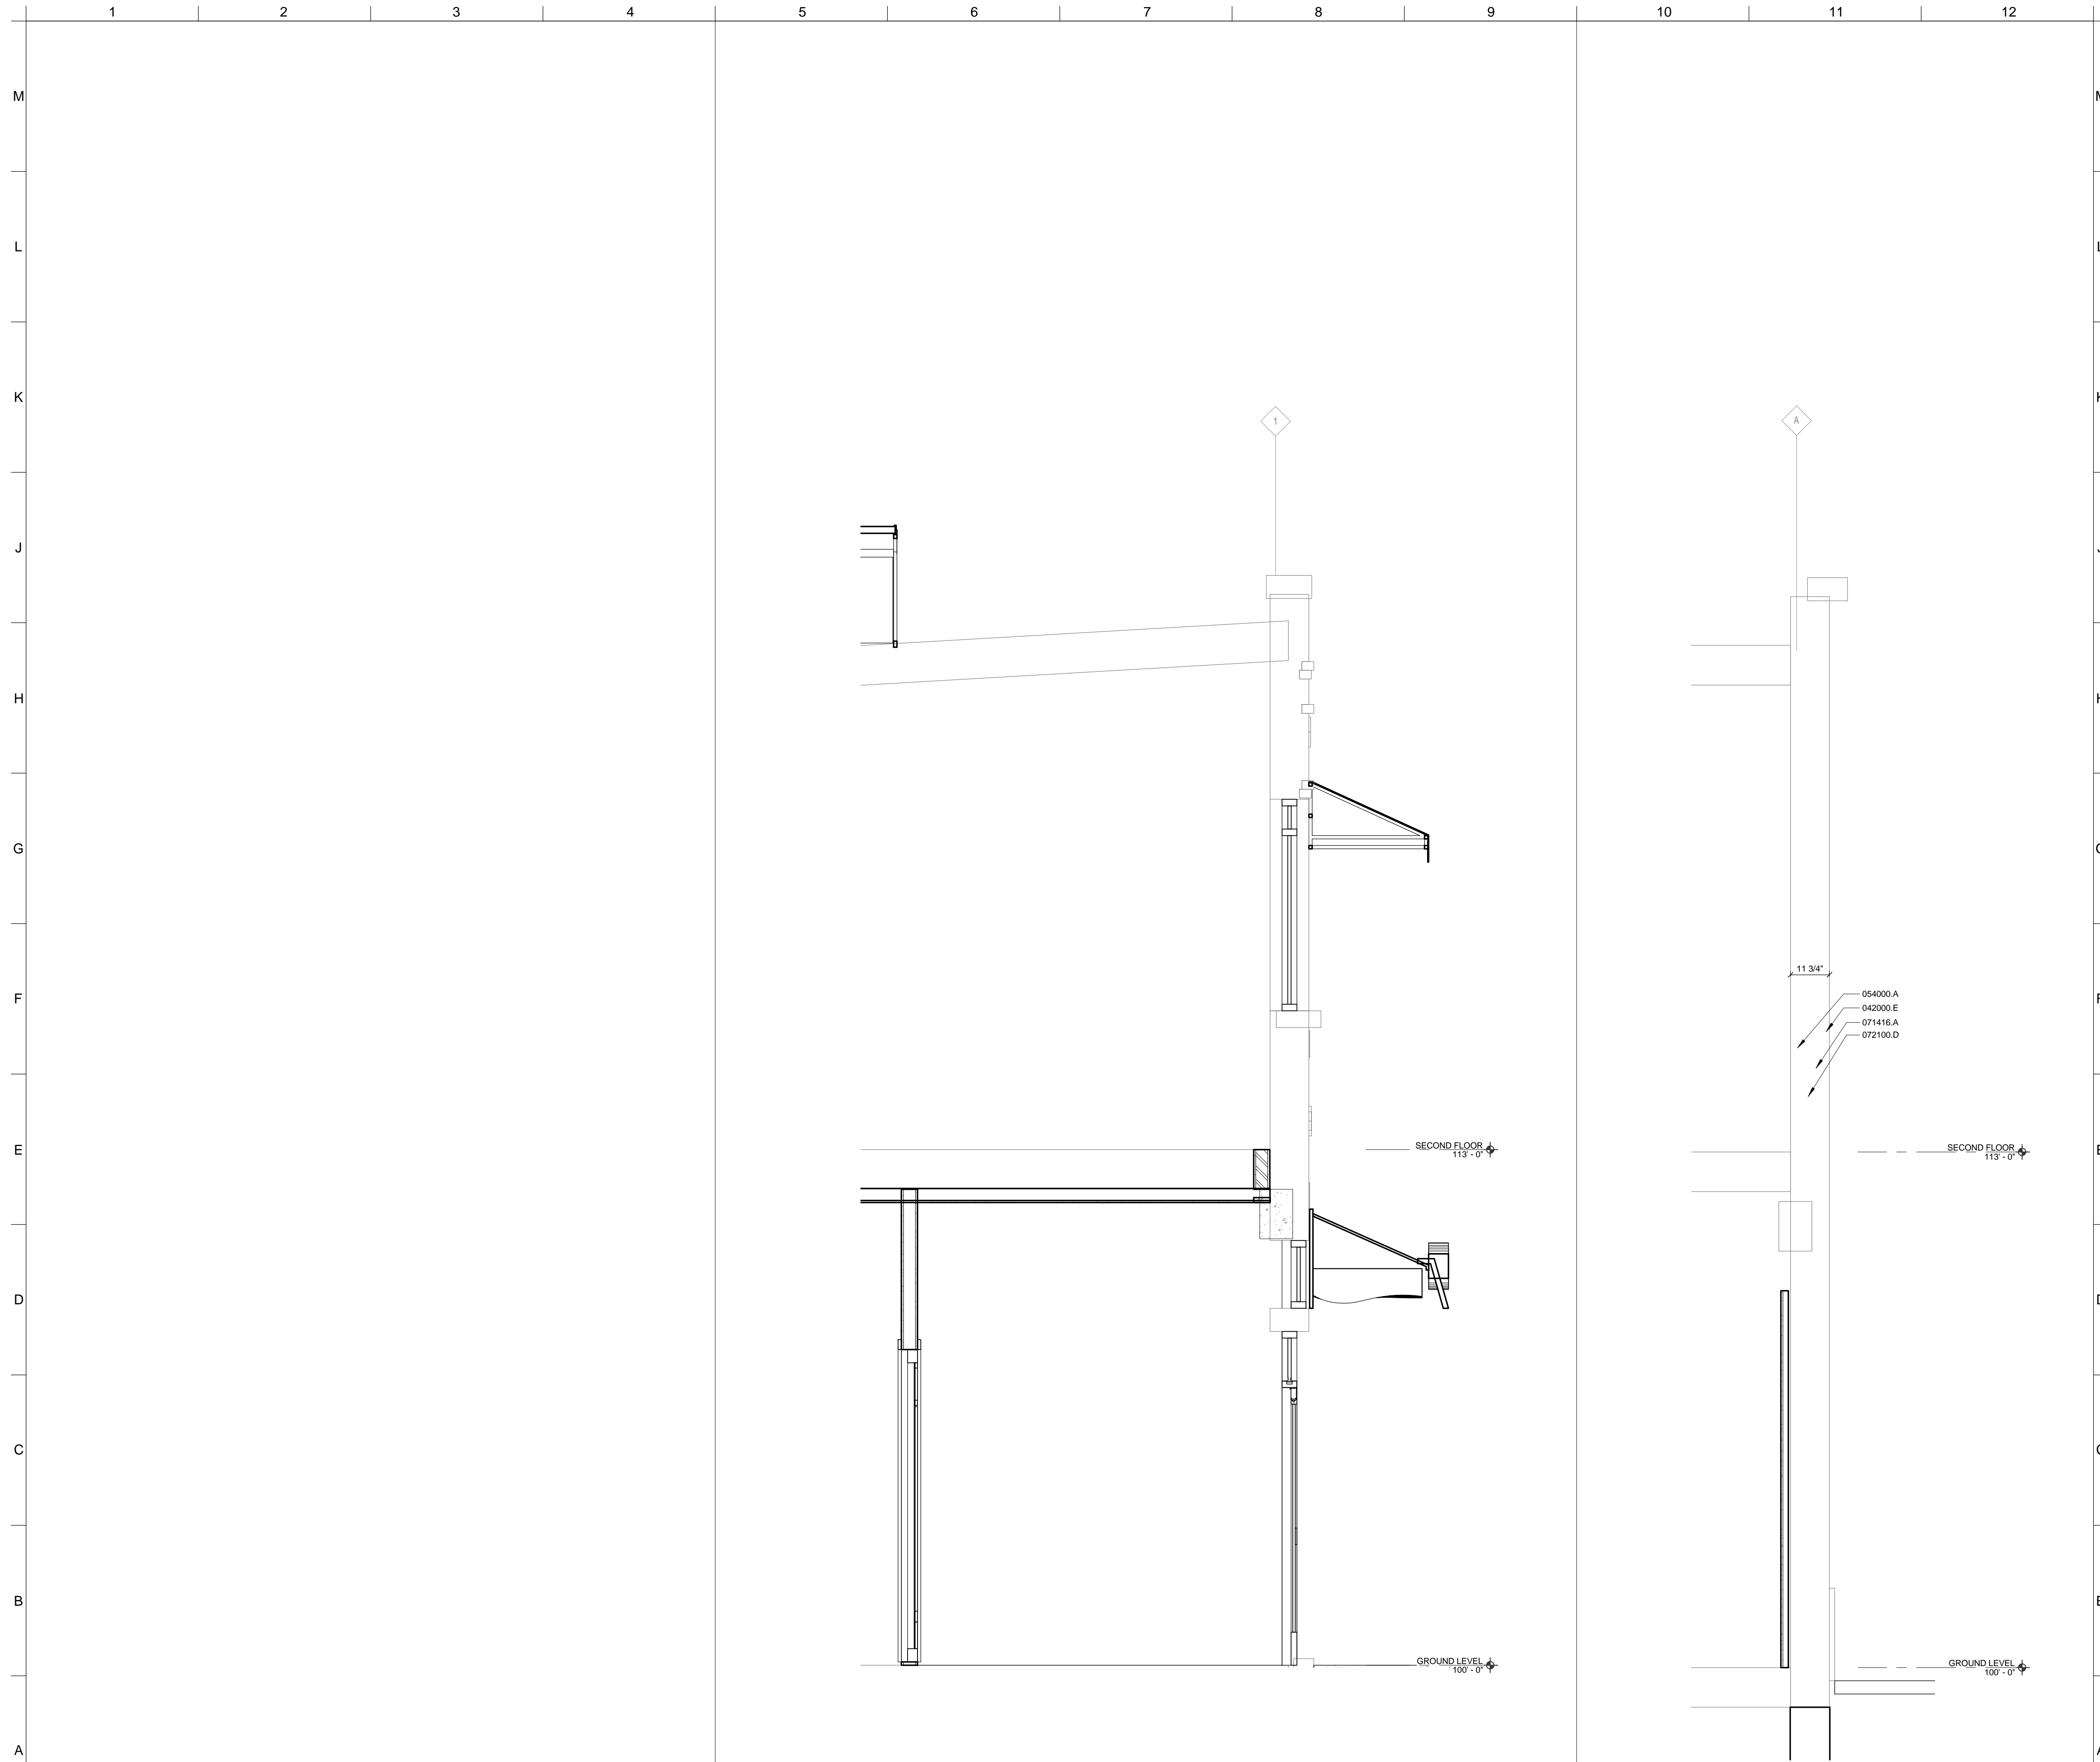 1 2 3 4 5 6 7 8 9 10 11 12
M
L
K
1 A
J
H
G
11 3/4"
F
054000.A
042000.E
071416.A
072100.D
E
SECOND FLOOR
113' - 0"
SECOND FLOOR
113' - 0"
D
C
B
GROUND LEVEL
100' - 0"
GROUND LEVEL
100' - 0"
A